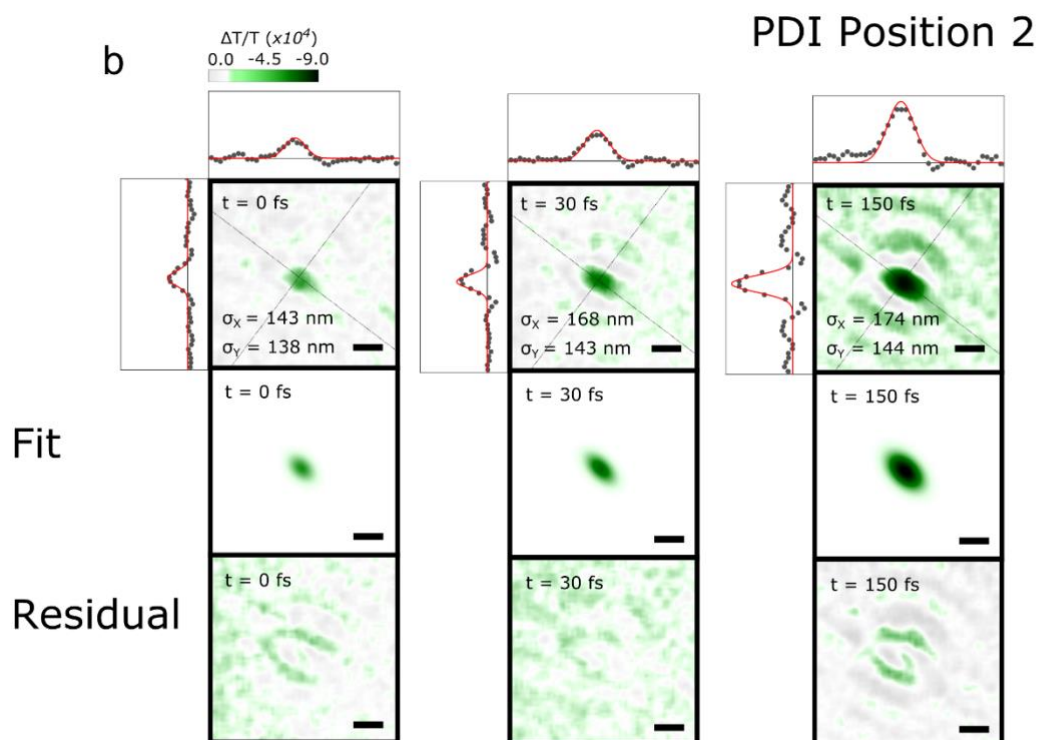 PDI Position 2
b
ΔT/T (x10⁴)
0.0 -4.5 -9.0
t = 0 fs
σX = 143 nm
σY = 138 nm
t = 30 fs
σX = 168 nm
σY = 143 nm
t = 150 fs
σX = 174 nm
σY = 144 nm
Fit
t = 0 fs
t = 30 fs
t = 150 fs
Residual
t = 0 fs
t = 30 fs
t = 150 fs